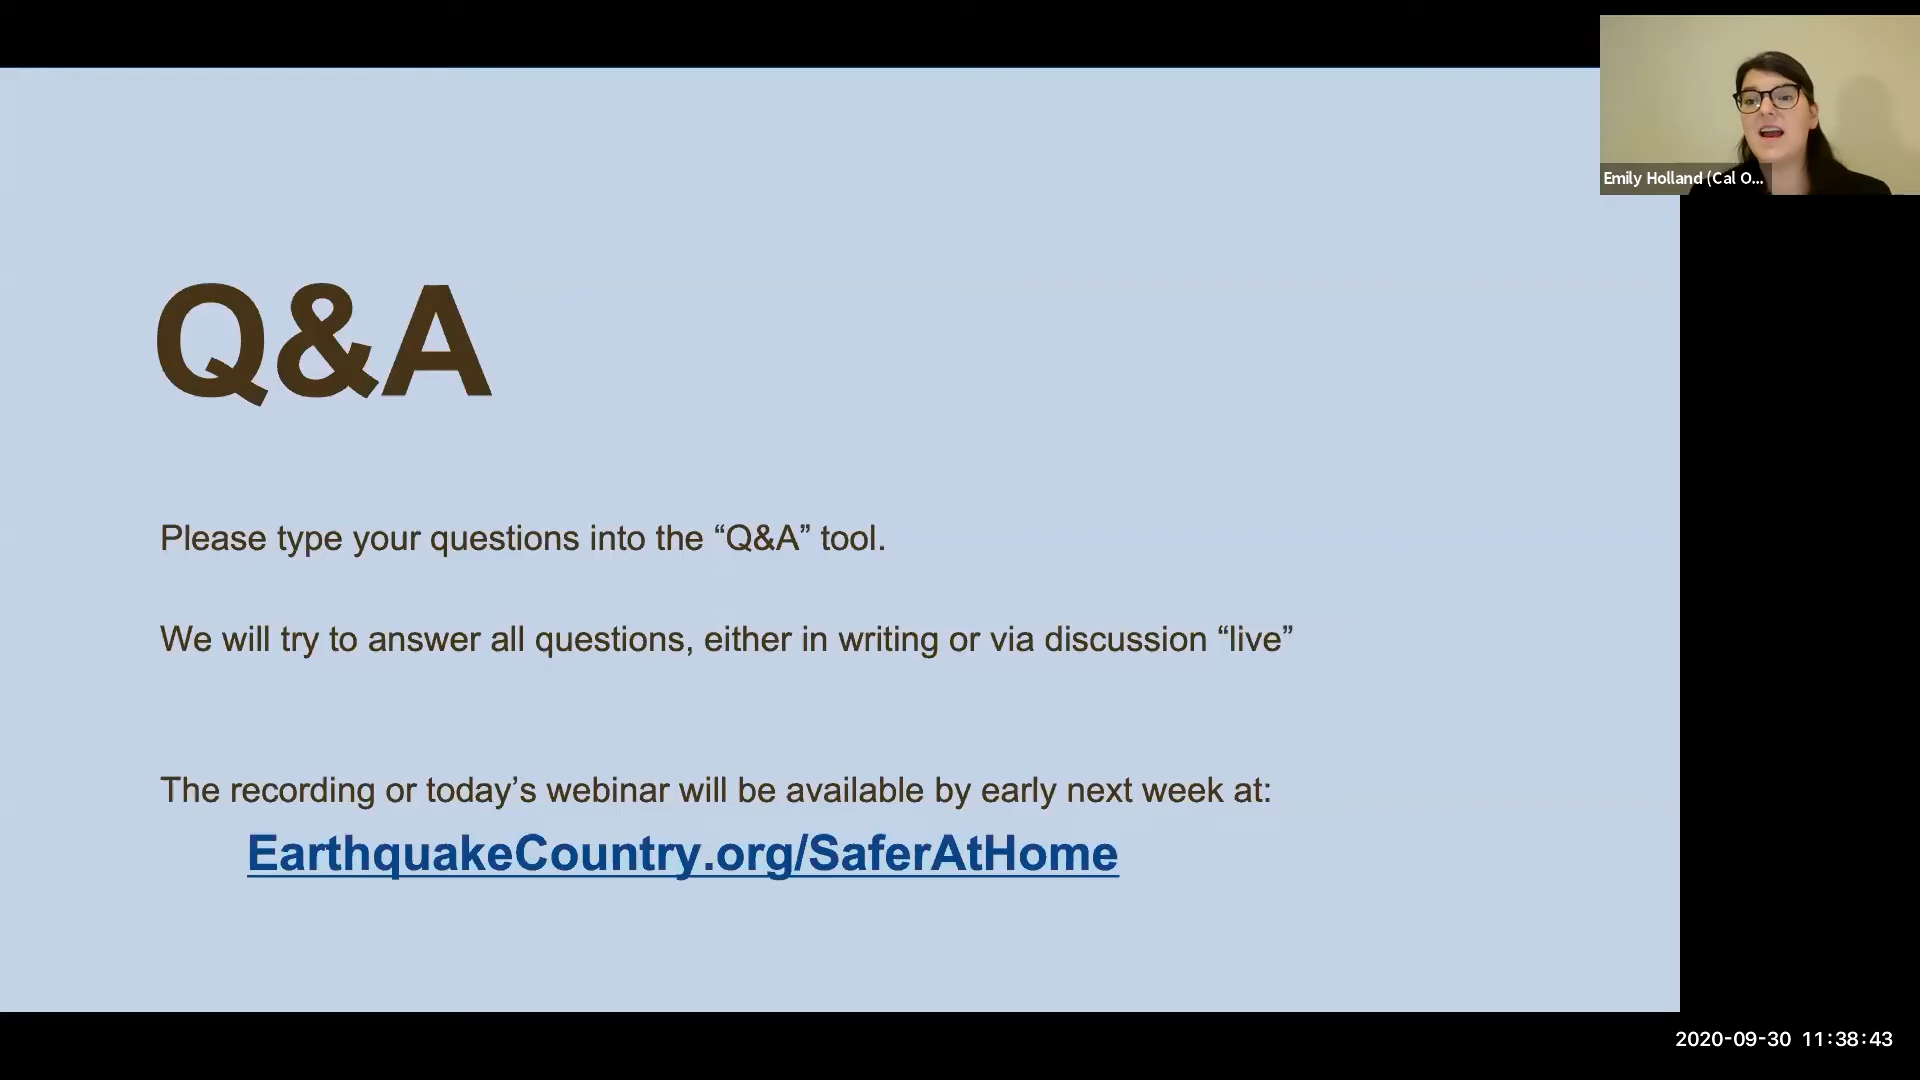 Emily Holland (Cal O...
Q&A
Please type your questions into the “Q&A” tool.
We will try to answer all questions, either in writing or via discussion “live”
The recording or today’s webinar will be available by early next week at:
EarthquakeCountry.org/SaferAtHome
2020-09-30 11:38:43